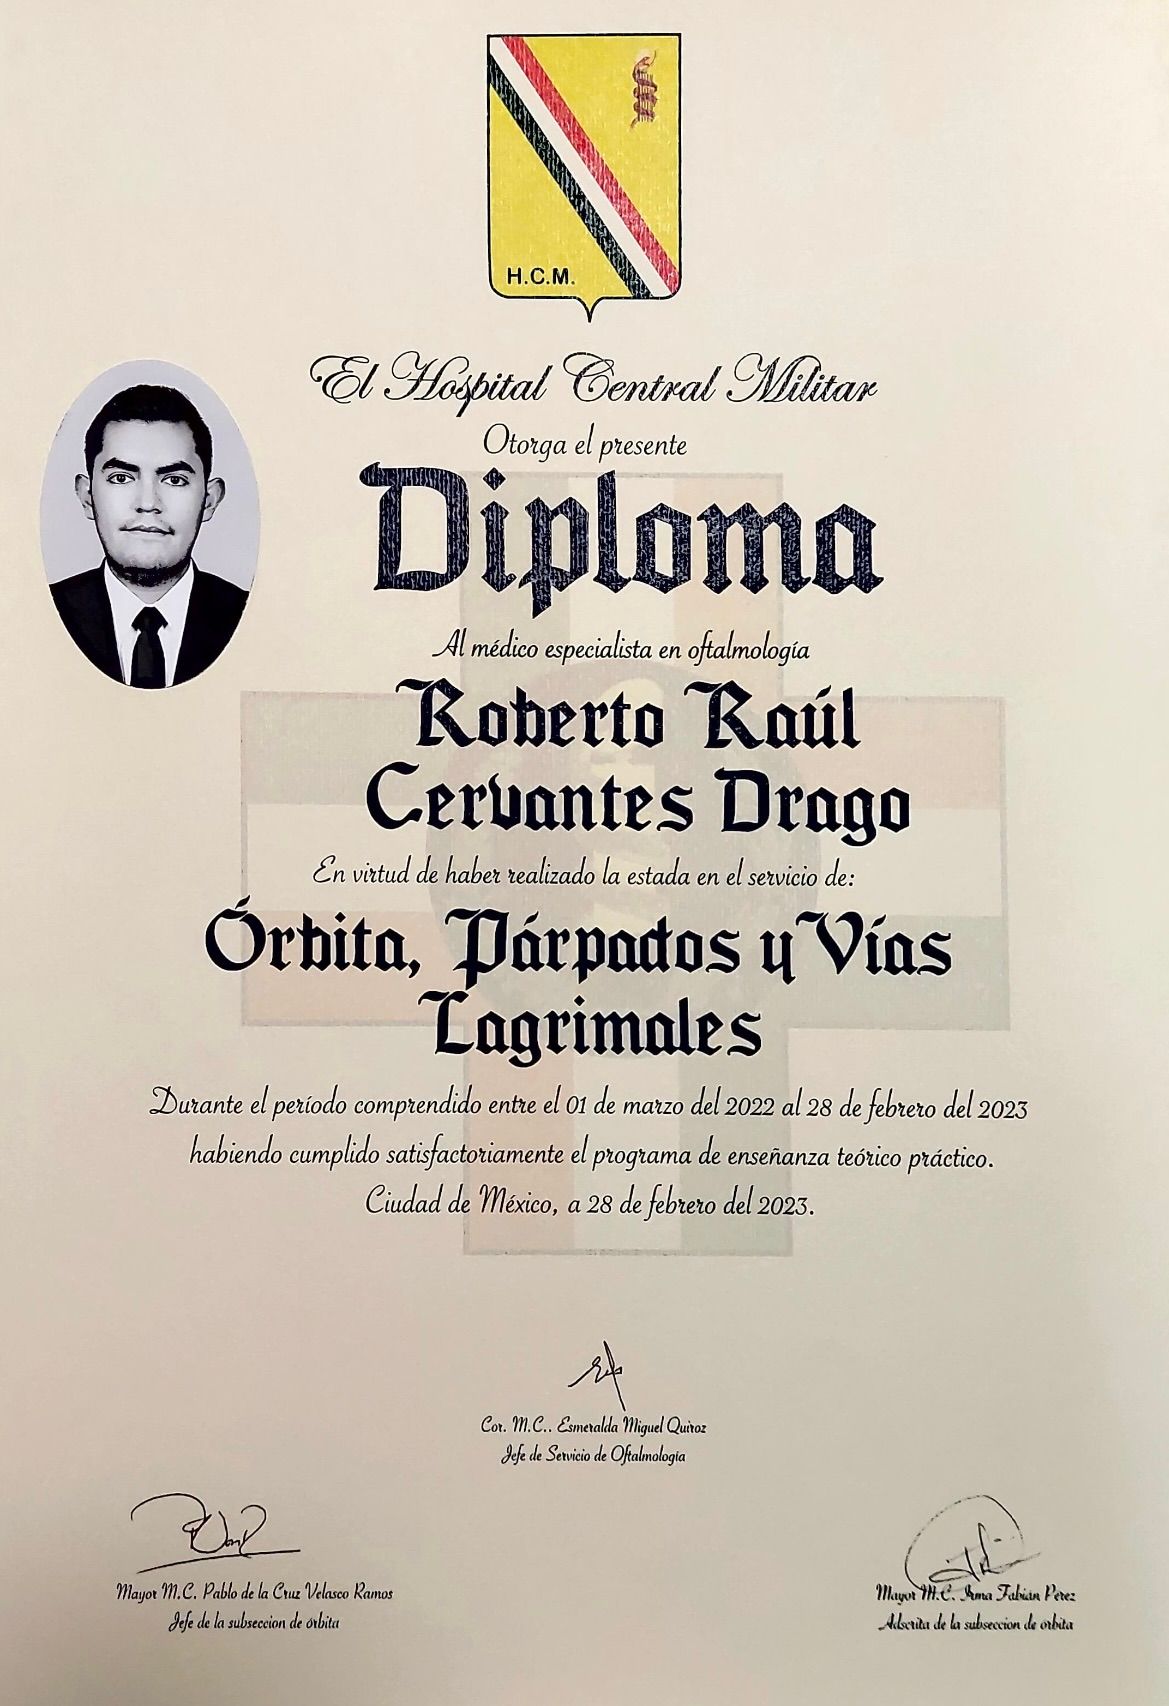 H.C.M.
El Hospital Central Militar
Otorga el presente
Diploma
Al médico especialista en oftalmología
Roberto Raúl
Cervantes Drago
En virtud de haber realizado la estada en el servicio de:
Órbita, Párpados y Vías
Lagrimales
Durante el período comprendido entre el 01 de marzo del 2022 al 28 de febrero del 2023
habiendo cumplido satisfactoriamente el programa de enseñanza teórico práctico.
Ciudad de México, a 28 de febrero del 2023.
Cor. M.C.. Esmeralda Miguel Quiroz
Jefe de Servicio de Oftalmología
Mayor M.C. Pablo de la Cruz Velasco Ramos
Jefe de la subseccion de órbita
Mayor M.C. Irma Fabián Pérez
Adscrita de la subseccion de órbita